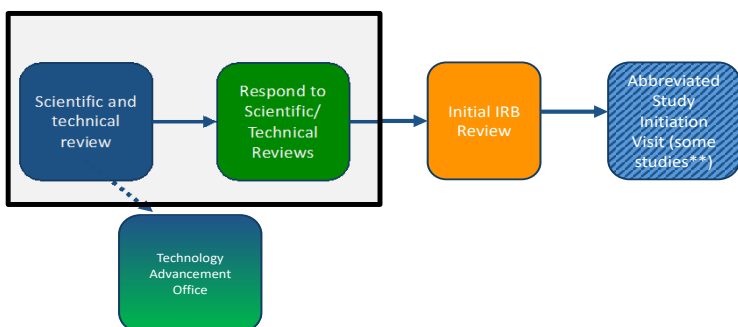 Scientific and
technical
review
Respond to
Scientific/
Technical
Reviews
Initial IRB
Review
Abbreviated
Study
Initiation
Visit (some
studies**)
Technology
Advancement
Office